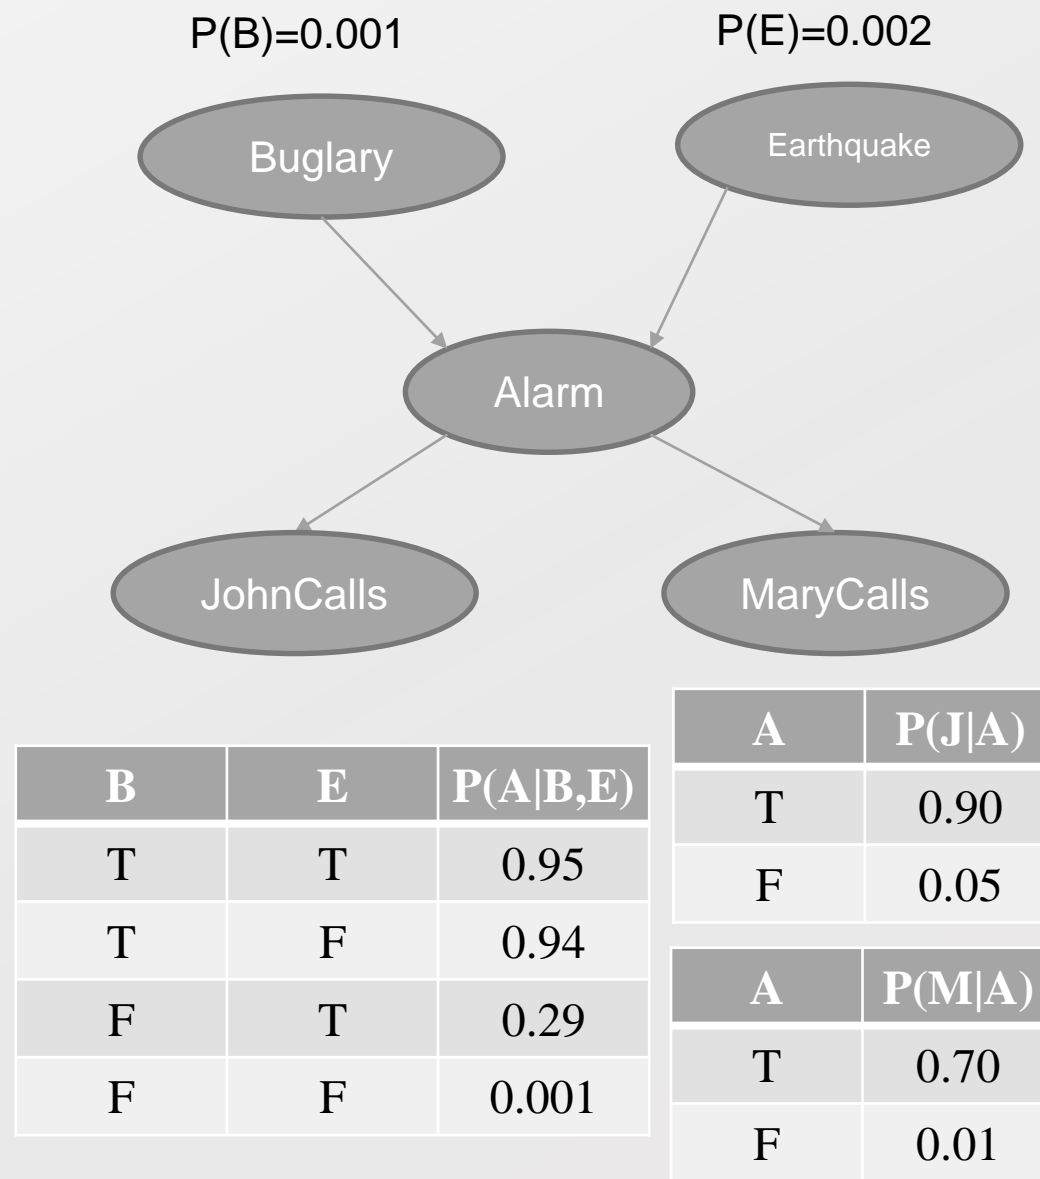 P(B)=0.001 P(E)=0.002
Buglary Earthquake
Alarm
JohnCalls MaryCalls
B E P(A|B,E)
T T 0.95
T F 0.94
F T 0.29
F F 0.001
A P(J|A)
T 0.90
F 0.05
A P(M|A)
T 0.70
F 0.01